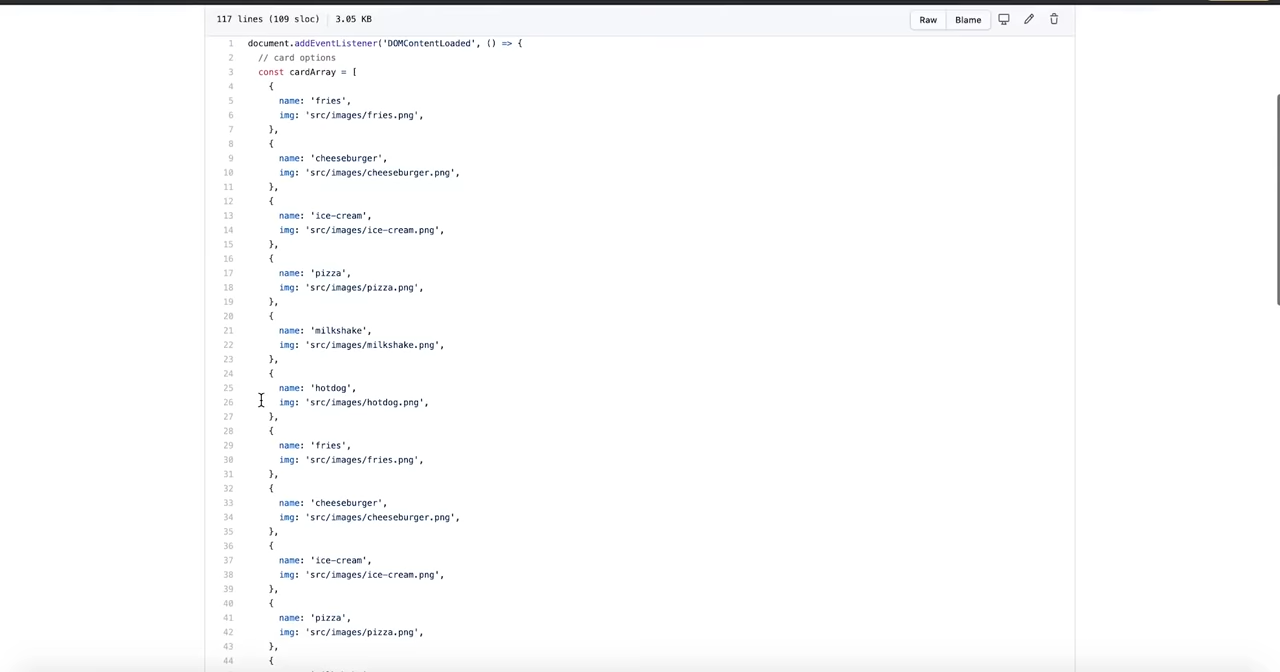 117 lines (109 sloc) 3.05 KB Raw Blame
1 document.addEventListener('DOMContentLoaded', () => {
2 // card options
3 const cardArray = [
4 {
5 name: 'fries',
6 img: 'src/images/fries.png',
7 },
8 {
9 name: 'cheeseburger',
10 img: 'src/images/cheeseburger.png',
11 },
12 {
13 name: 'ice-cream',
14 img: 'src/images/ice-cream.png',
15 },
16 {
17 name: 'pizza',
18 img: 'src/images/pizza.png',
19 },
20 {
21 name: 'milkshake',
22 img: 'src/images/milkshake.png',
23 },
24 {
25 name: 'hotdog',
26 img: 'src/images/hotdog.png',
27 },
28 {
29 name: 'fries',
30 img: 'src/images/fries.png',
31 },
32 {
33 name: 'cheeseburger',
34 img: 'src/images/cheeseburger.png',
35 },
36 {
37 name: 'ice-cream',
38 img: 'src/images/ice-cream.png',
39 },
40 {
41 name: 'pizza',
42 img: 'src/images/pizza.png',
43 },
44 {